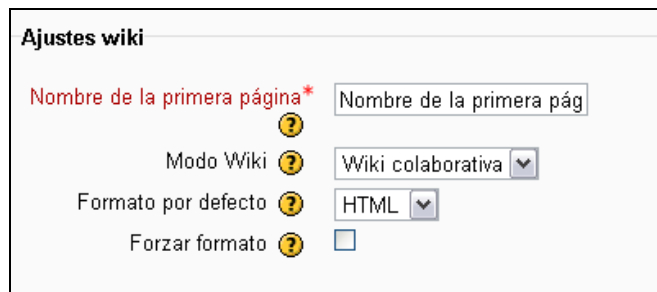 Ajustes wiki
Nombre de la primera página* Nombre de la primera pág
?
Modo Wiki ? Wiki colaborativa
Formato por defecto ? HTML
Forzar formato ?